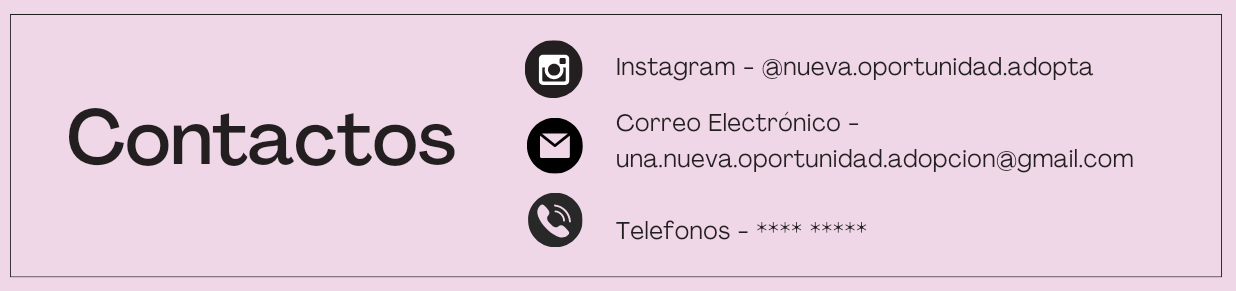 Contactos
Instagram - @nueva.oportunidad.adopta
Correo Electrónico -
una.nueva.oportunidad.adopcion@gmail.com
Telefonos - **** *****